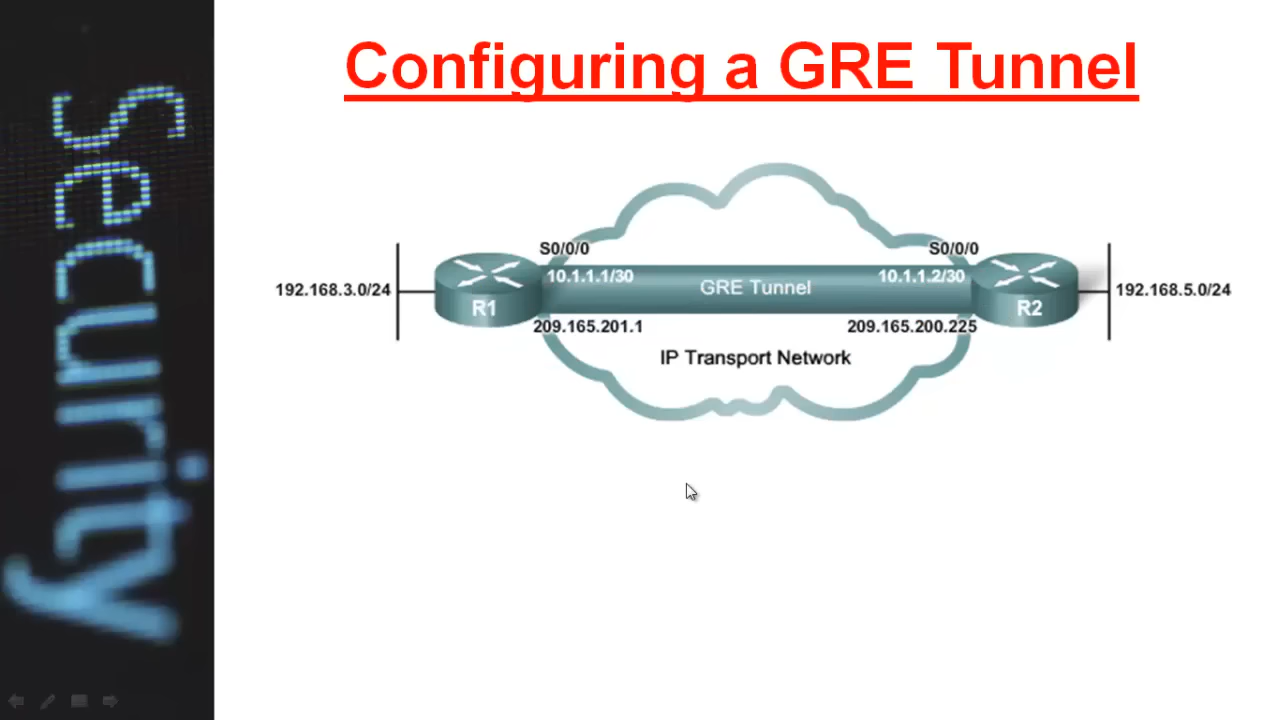 Security
Configuring a GRE Tunnel
S0/0/0
S0/0/0
10.1.1.1/30
GRE Tunnel
10.1.1.2/30
192.168.3.0/24
R1
R2
192.168.5.0/24
209.165.201.1
209.165.200.225
IP Transport Network